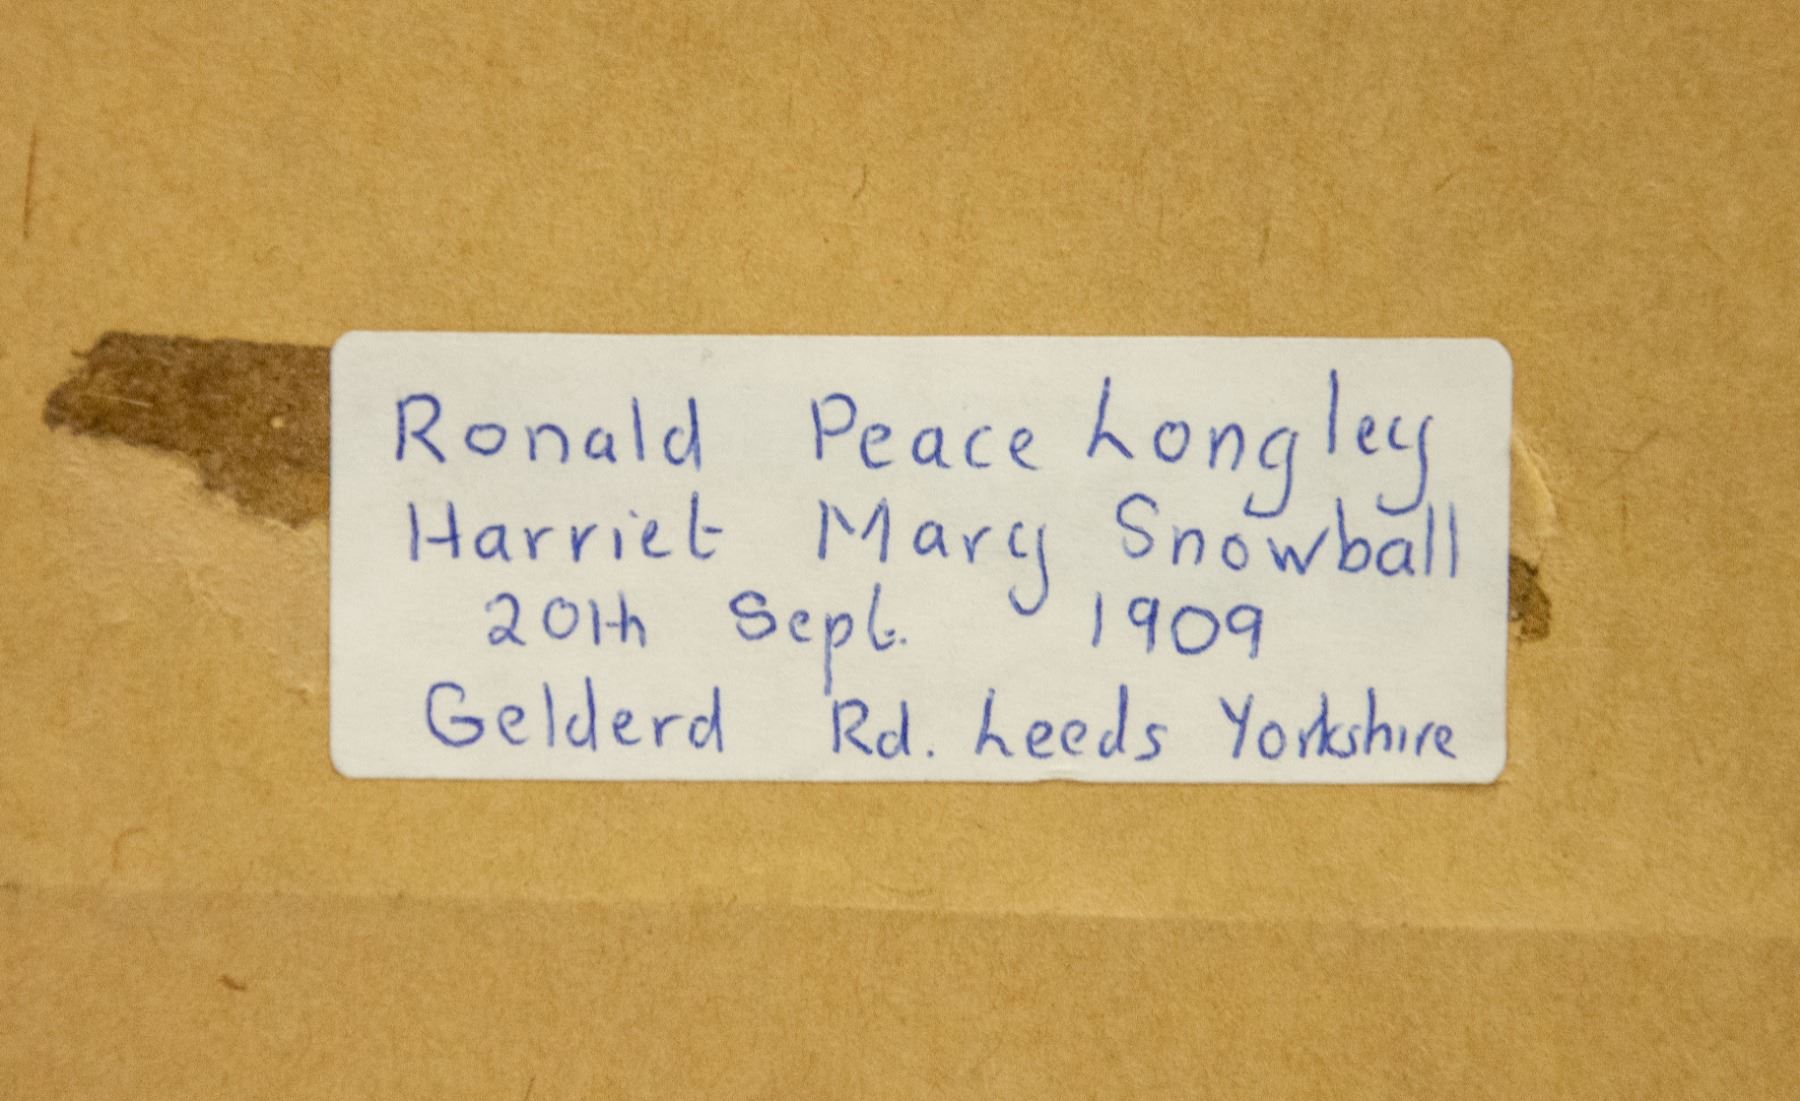 Ronald Peace Longley
Harriet Mary Snowball
20th Sept. 1909
Gelderd Rd. Leeds Yorkshire